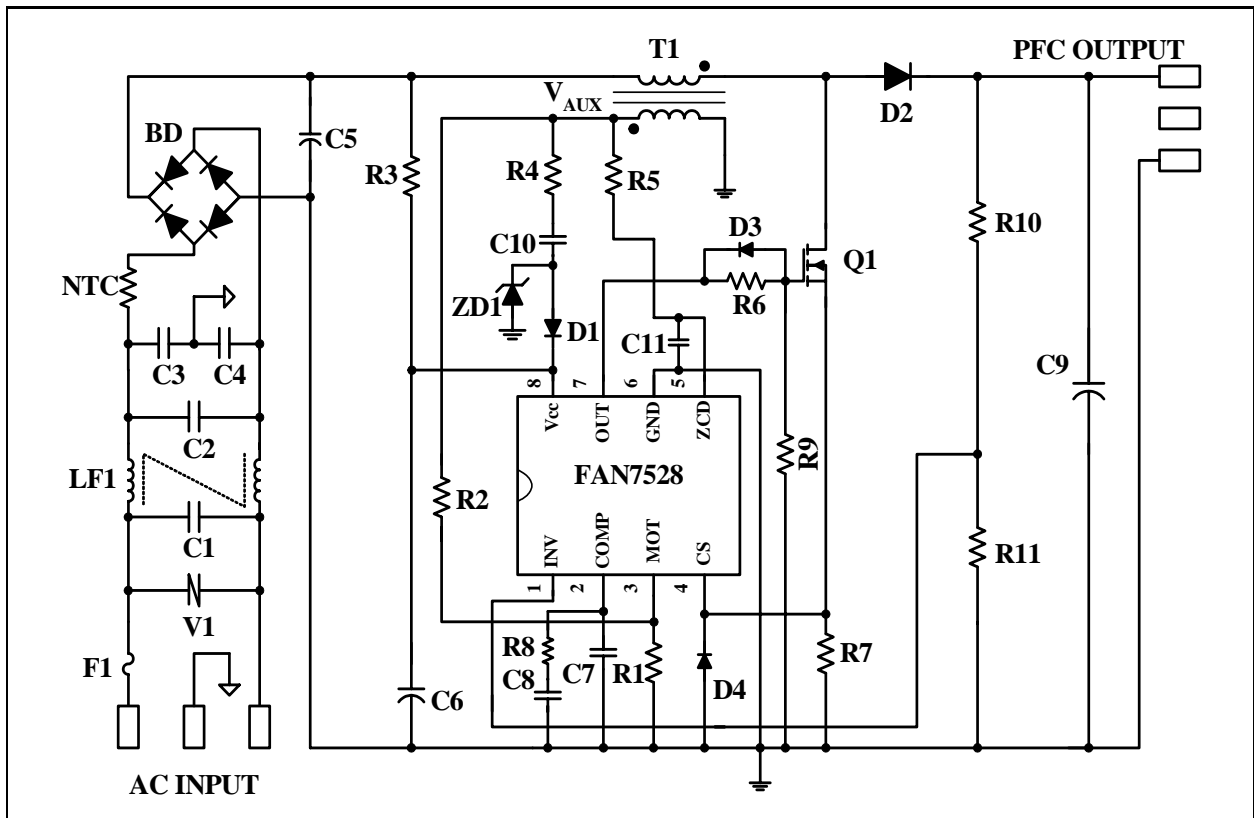 T1
PFC OUTPUT
VAUX
D2
BD
C5
R3
R4
R5
D3
R10
C10
Q1
NTC
R6
ZD1
D1
C11
C3
C4
C9
8
7
6
5
Vcc
OUT
GND
ZCD
C2
R9
LF1
FAN7528
R2
C1
INV
COMP
MOT
CS
R11
1
2
3
4
V1
R8
R7
F1
C8
C7
R1
D4
C6
AC INPUT